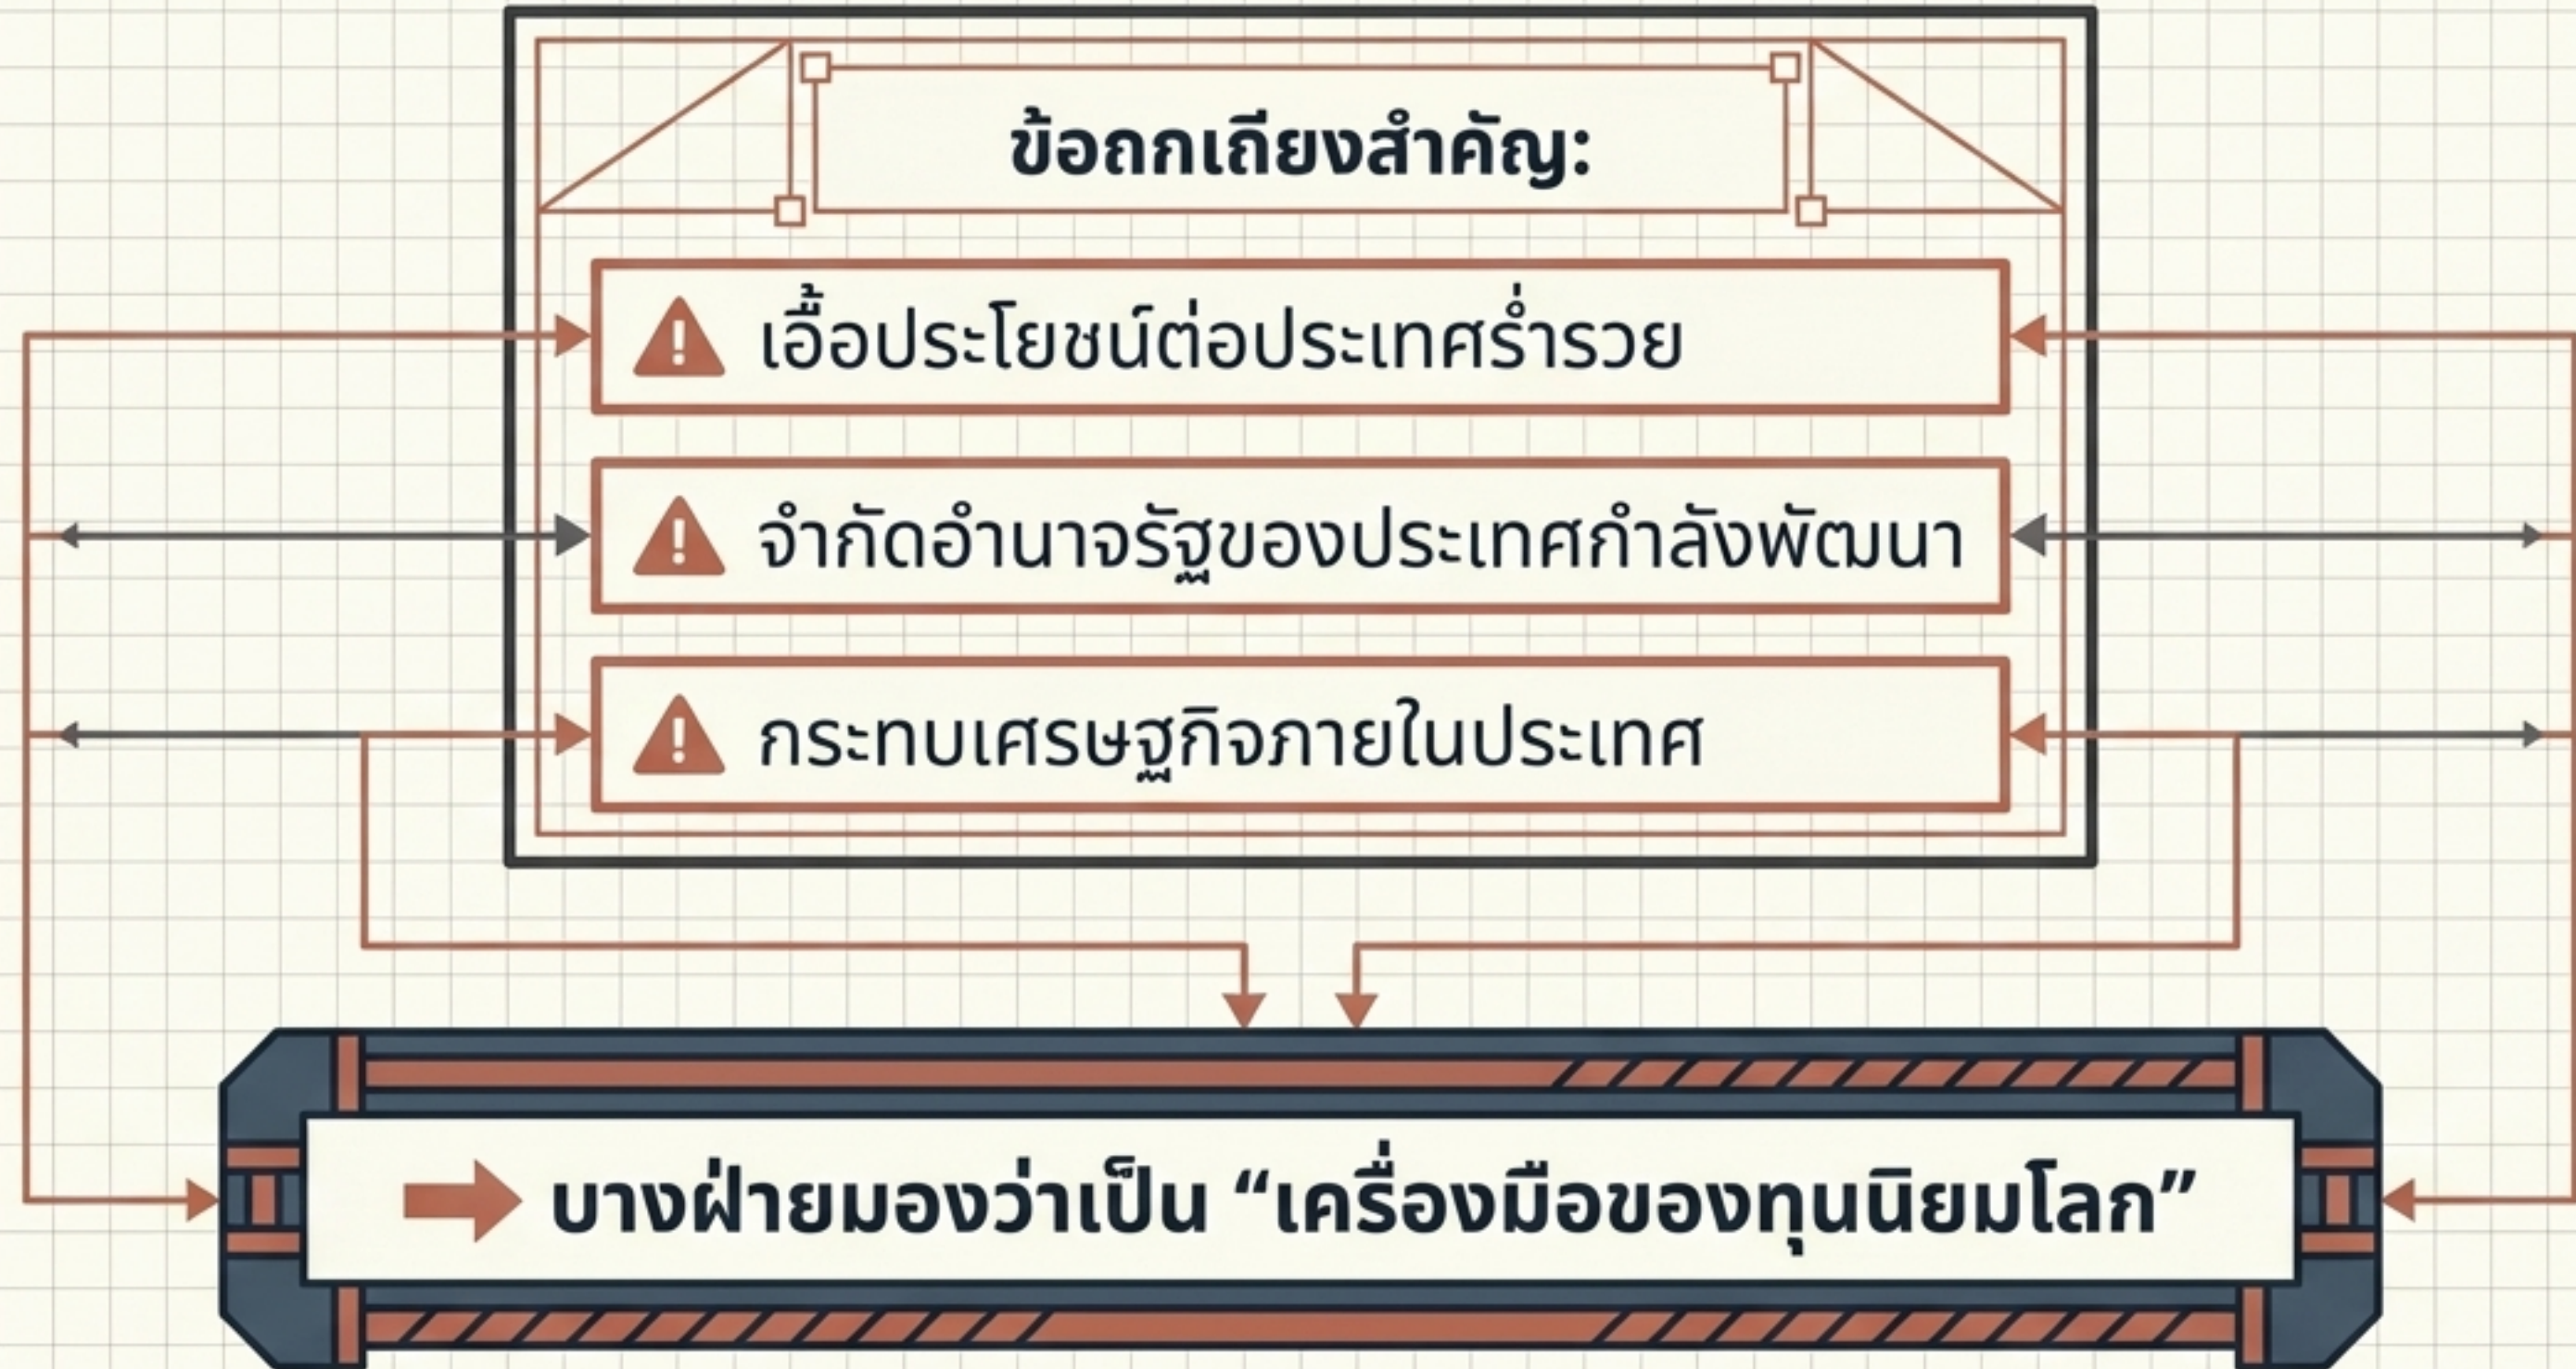 ข้อถกเถียงสำคัญ:
เอื้อประโยชน์ต่อประเทศร่ำรวย
จำกัดอำนาจรัฐของประเทศกำลังพัฒนา
กระทบเศรษฐกิจภายในประเทศ
บางฝ่ายมองว่าเป็น “เครื่องมือของทุนนิยมโลก”